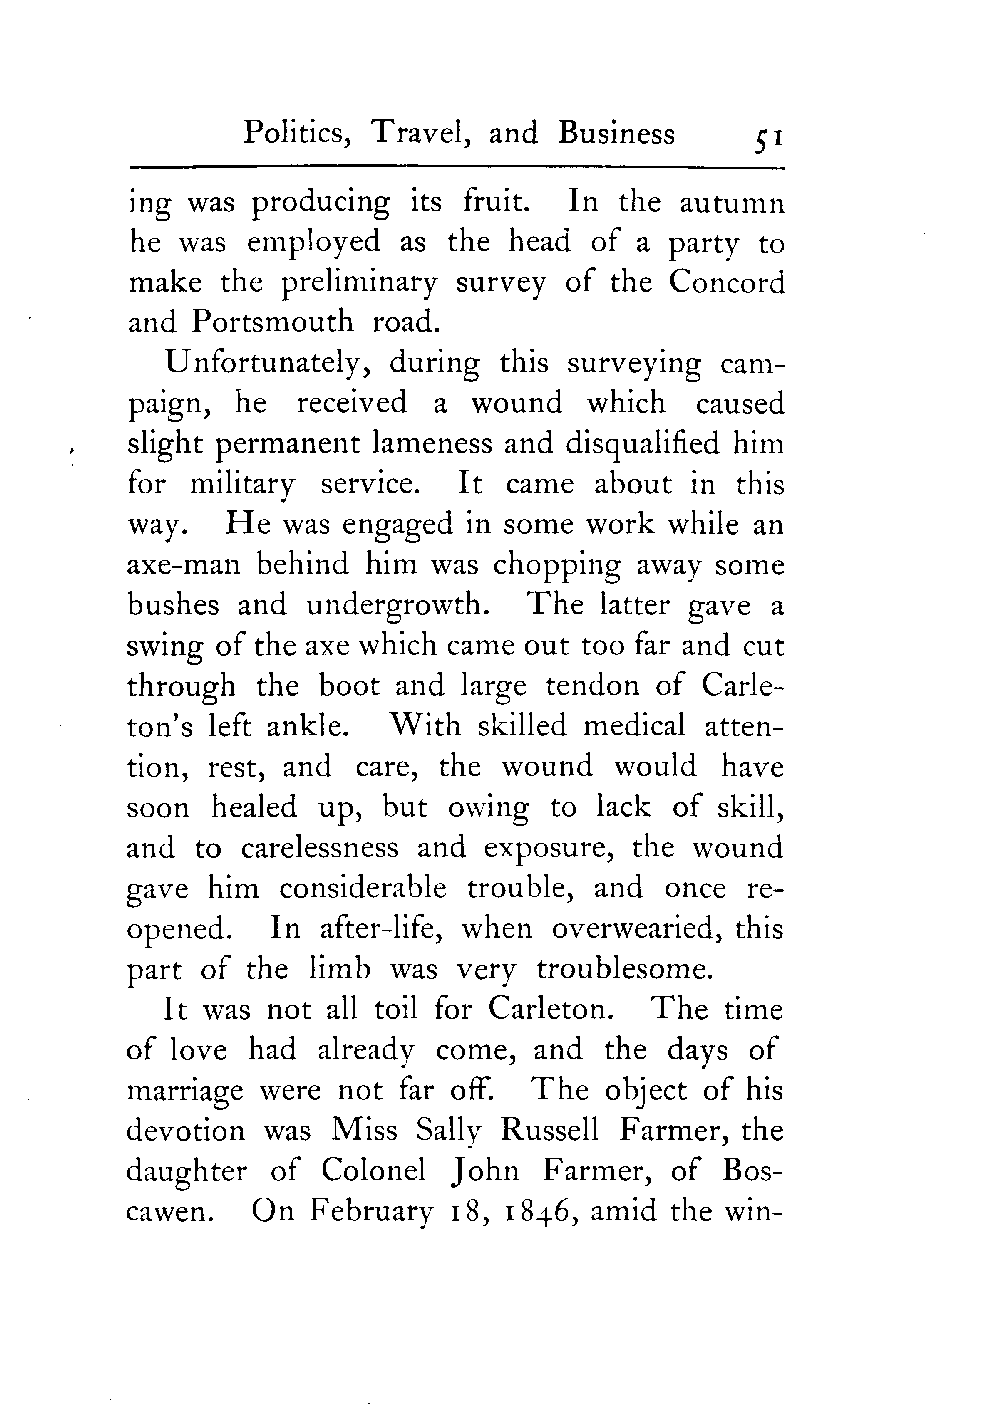 Politics, Travel, and Business 51
ing was producing its fruit. In the autumn
he was employed as the head of a party to
make the preliminary survey of the Concord
and Portsmouth road.
Unfortunately, during this surveying cam-
paign, he received a wound which caused
slight permanent lameness and disqualified him
for military service. It came about in this
way. He was engaged in some work while an
axe-man behind him was chopping away some
bushes and undergrowth. The latter gave a
swing of the axe which came out too far and cut
through the boot and large tendon of Carle-
ton's left ankle. With skilled medical atten-
tion, rest, and care, the wound would have
soon healed up, but owing to lack of skill,
and to carelessness and exposure, the wound
gave him considerable trouble, and once re-
opened. In after-life, when overwearied, this
part of the limb was very troublesome.
It was not all toil for Carleton. The time
of love had already come, and the days of
marriage were not far off. The object of his
devotion was Miss Sally Russell Farmer, the
daughter of Colonel John Farmer, of Bos-
cawen. On February 18, 1846, amid the win-